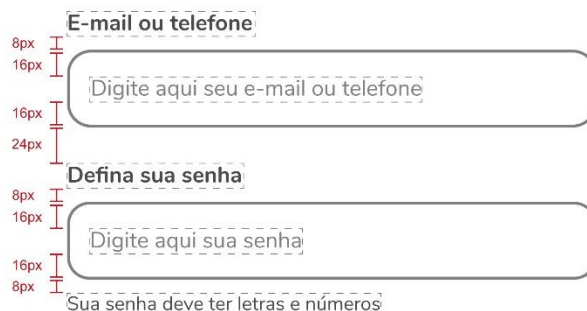 E-mail ou telefone
8px
16px
Digite aqui seu e-mail ou telefone
16px
24px
Defina sua senha
8px
16px
Digite aqui sua senha
16px
8px
Sua senha deve ter letras e números